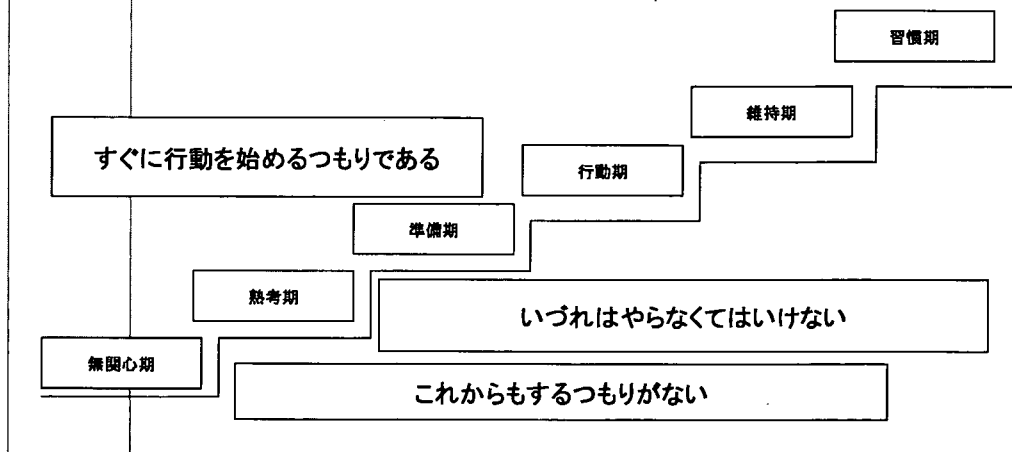 習慣期
維持期
すぐに行動を始めるつもりである
行動期
準備期
熟考期
いづれはやらなくてはいけない
無関心期
これからもするつもりがない